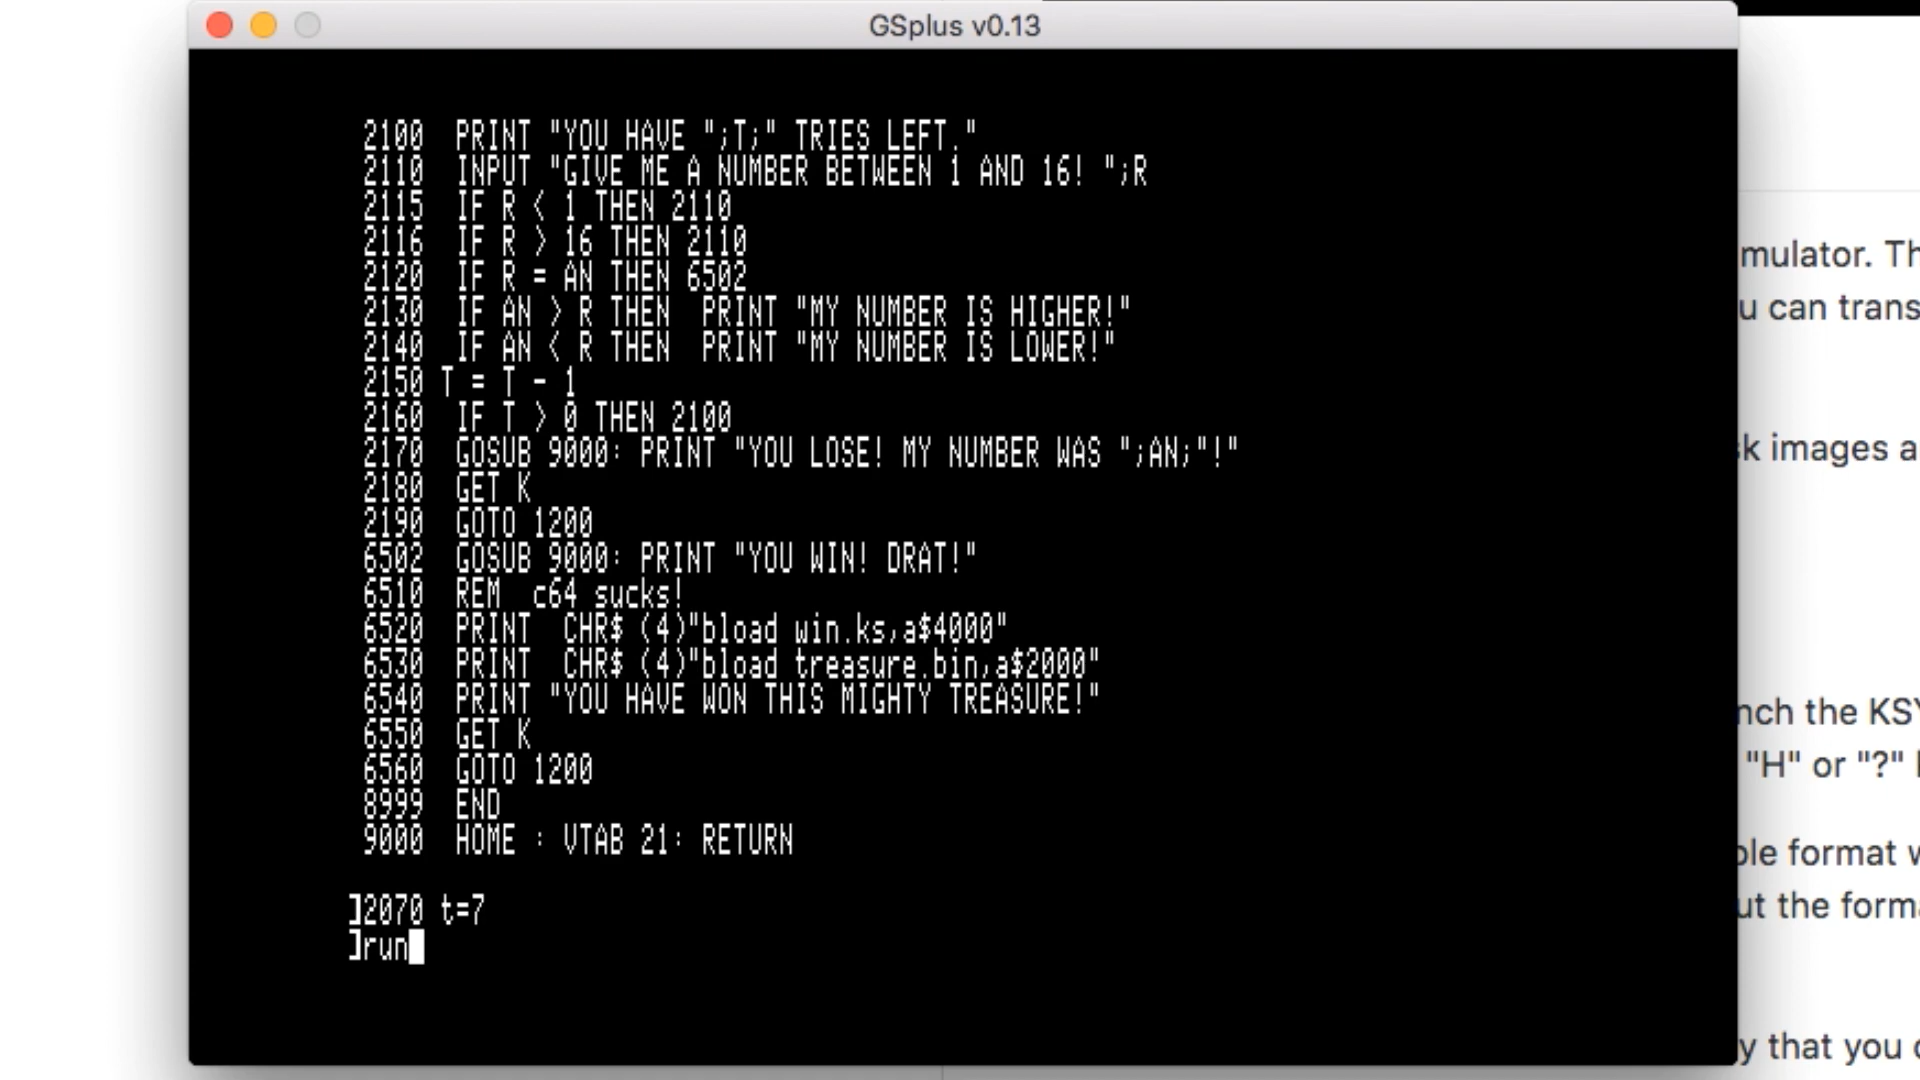 GSplus v0.13
2100  PRINT "YOU HAVE ";T;" TRIES LEFT."
2110  INPUT "GIVE ME A NUMBER BETWEEN 1 AND 16! ";R
2115  IF R < 1 THEN 2110
2116  IF R > 16 THEN 2110
2120  IF R = AN THEN 6502
2130  IF AN > R THEN  PRINT "MY NUMBER IS HIGHER!"
2140  IF AN < R THEN  PRINT "MY NUMBER IS LOWER!"
2150 T = T - 1
2160  IF T > 0 THEN 2100
2170  GOSUB 9000: PRINT "YOU LOSE! MY NUMBER WAS ";AN;"!"
2180  GET K
2190  GOTO 1200
6502  GOSUB 9000: PRINT "YOU WIN! DRAT!"
6510  REM  c64 sucks!
6520  PRINT  CHR$ (4)"bload win.ks,a$4000"
6530  PRINT  CHR$ (4)"bload treasure.bin,a$2000"
6540  PRINT "YOU HAVE WON THIS MIGHTY TREASURE!"
6550  GET K
6560  GOTO 1200
8999  END
9000  HOME : VTAB 21: RETURN
]2070 t=7
]run
mulator. Th
u can trans
sk images a
nch the KSY
"H" or "?"
ble format w
ut the forma
y that you